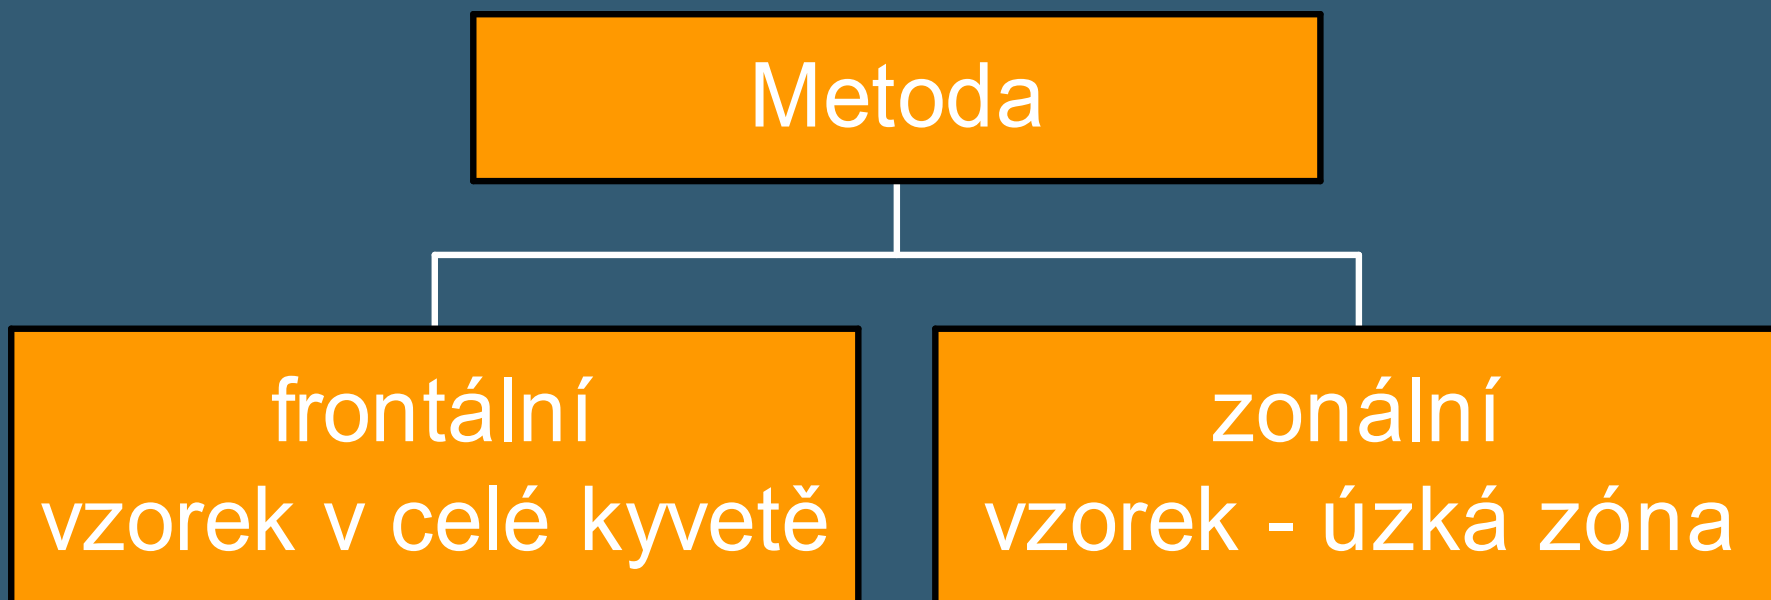 Metoda
frontální
vzorek v celé kyvetě
zonální
vzorek - úzká zóna